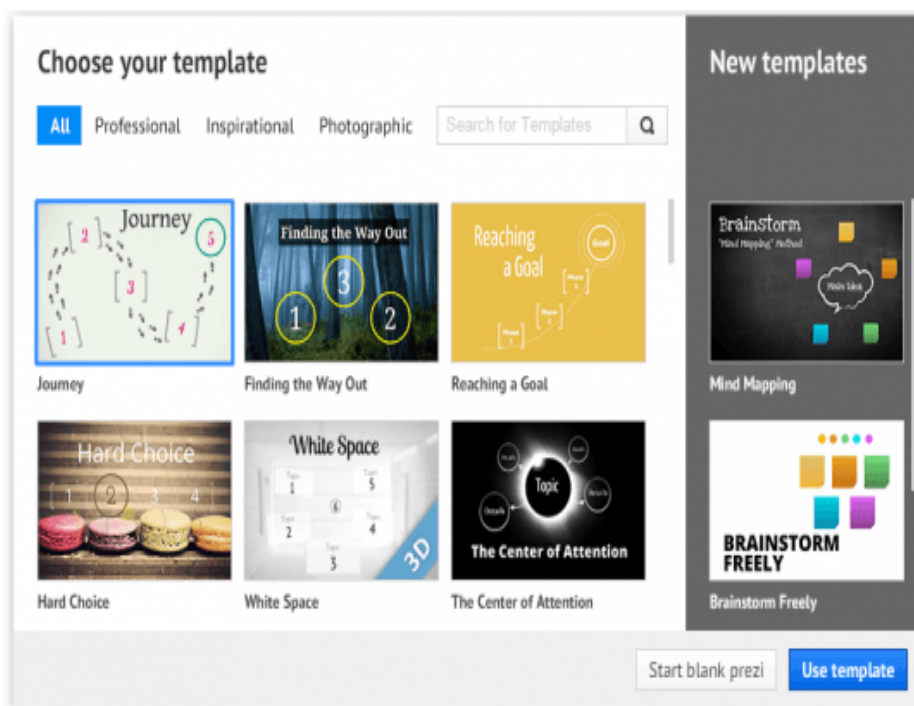 Choose your template
New templates
All
Professional
Inspirational
Photographic
Search for Templates
Journey
1
2
3
4
5
Journey
Finding the Way Out
1
3
2
Finding the Way Out
Reaching
a Goal
Goal
Phase
Phase
Phase
Reaching a Goal
Brainstorm
"Mind Mapping" Method
Main Idea
Mind Mapping
Hard Choice
1
2
3
4
Hard Choice
White Space
Topic
1
Topic
5
6
Topic
2
Topic
4
Topic
3
3D
White Space
Topic
Details
Details
The Center of Attention
The Center of Attention
BRAINSTORM
FREELY
Brainstorm Freely
Start blank prezi
Use template